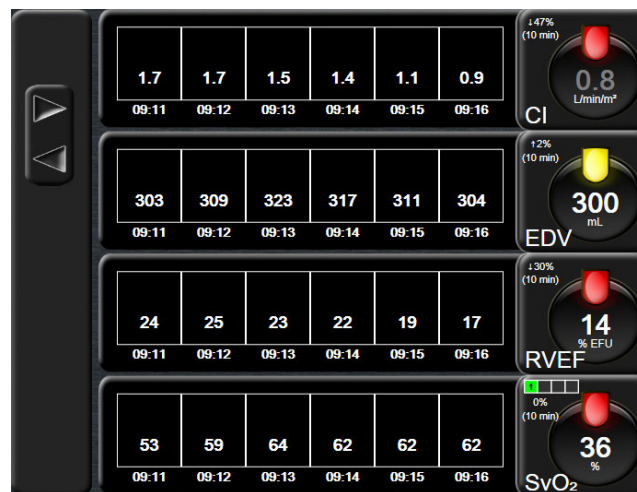 ↓47%
(10 min)
1.7 1.7 1.5 1.4 1.1 0.9
0.8
L/min/m²
09:11 09:12 09:13 09:14 09:15 09:16
CI
↑2%
(10 min)
303 309 323 317 311 304
300
mL
09:11 09:12 09:13 09:14 09:15 09:16
EDV
↓30%
(10 min)
24 25 23 22 19 17
14
% EFU
09:11 09:12 09:13 09:14 09:15 09:16
RVEF
1
0%
(10 min)
53 59 64 62 62 62
36
%
09:11 09:12 09:13 09:14 09:15 09:16
SvO₂